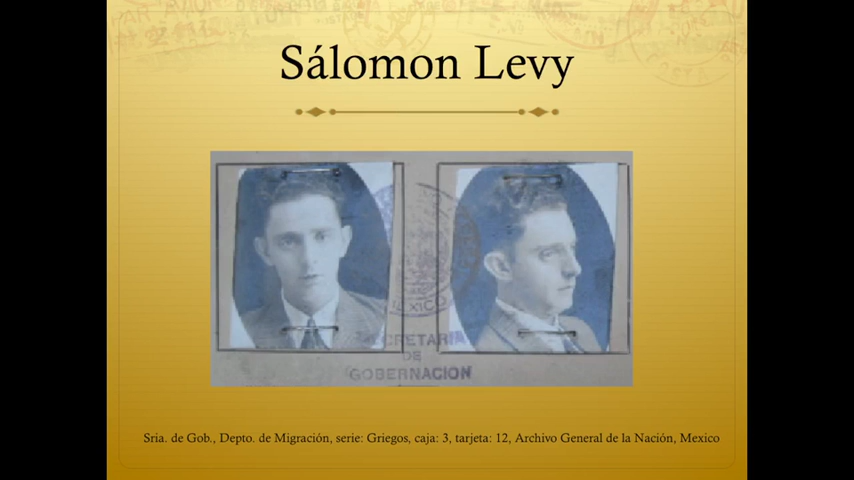 Sálomon Levy
MEXICO
SECRETARIA
DE
GOBERNACION
Sria. de Gob., Depto. de Migración, serie: Griegos, caja: 3, tarjeta: 12, Archivo General de la Nación, Mexico